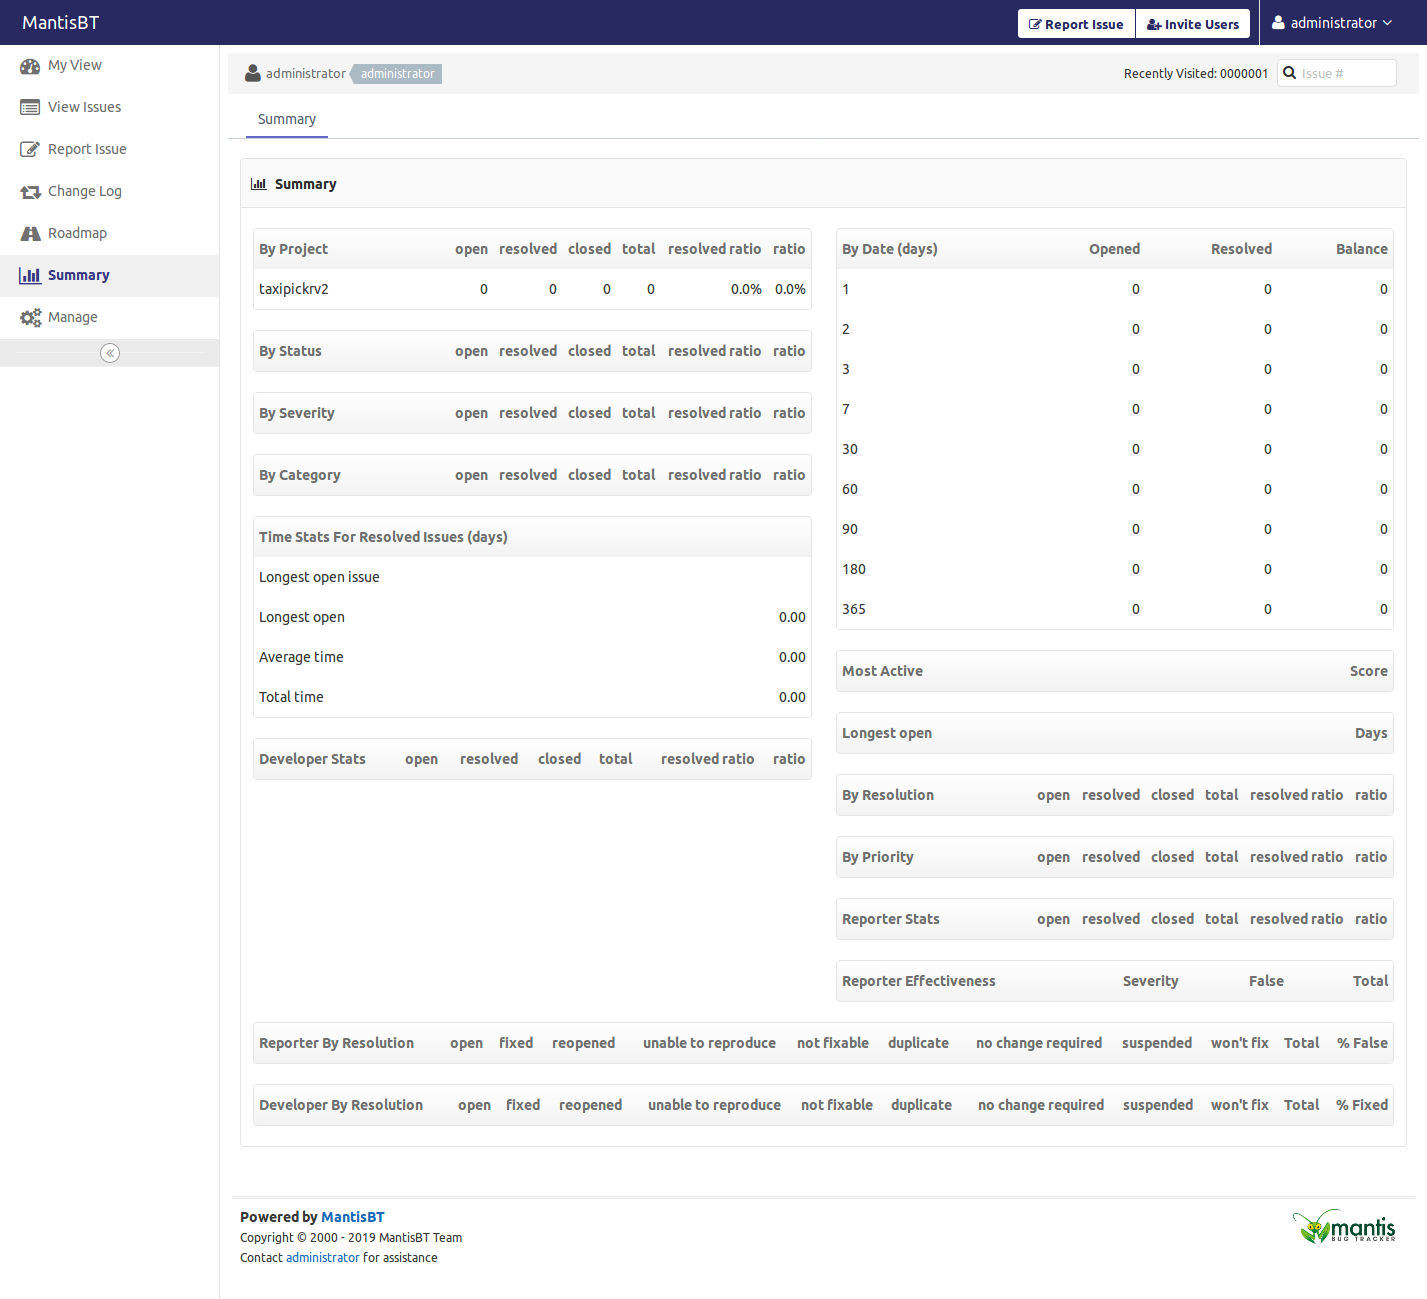 MantisBT
Report Issue Invite Users administrator
My View
View Issues
Report Issue
Change Log
Roadmap
Summary
Manage
administrator administrator Recently Visited: 0000001 Issue #
Summary
Summary
By Project open resolved closed total resolved ratio ratio
taxipickrv2 0 0 0 0 0.0% 0.0%
By Status open resolved closed total resolved ratio ratio
By Severity open resolved closed total resolved ratio ratio
By Category open resolved closed total resolved ratio ratio
Time Stats For Resolved Issues (days)
Longest open issue
Longest open 0.00
Average time 0.00
Total time 0.00
Developer Stats open resolved closed total resolved ratio ratio
By Date (days) Opened Resolved Balance
1 0 0 0
2 0 0 0
3 0 0 0
7 0 0 0
30 0 0 0
60 0 0 0
90 0 0 0
180 0 0 0
365 0 0 0
Most Active Score
Longest open Days
By Resolution open resolved closed total resolved ratio ratio
By Priority open resolved closed total resolved ratio ratio
Reporter Stats open resolved closed total resolved ratio ratio
Reporter Effectiveness Severity False Total
Reporter By Resolution open fixed reopened unable to reproduce not fixable duplicate no change required suspended won't fix Total % False
Developer By Resolution open fixed reopened unable to reproduce not fixable duplicate no change required suspended won't fix Total % Fixed
Powered by MantisBT
Copyright © 2000 - 2019 MantisBT Team
Contact administrator for assistance
mantis
BUG TRACKER